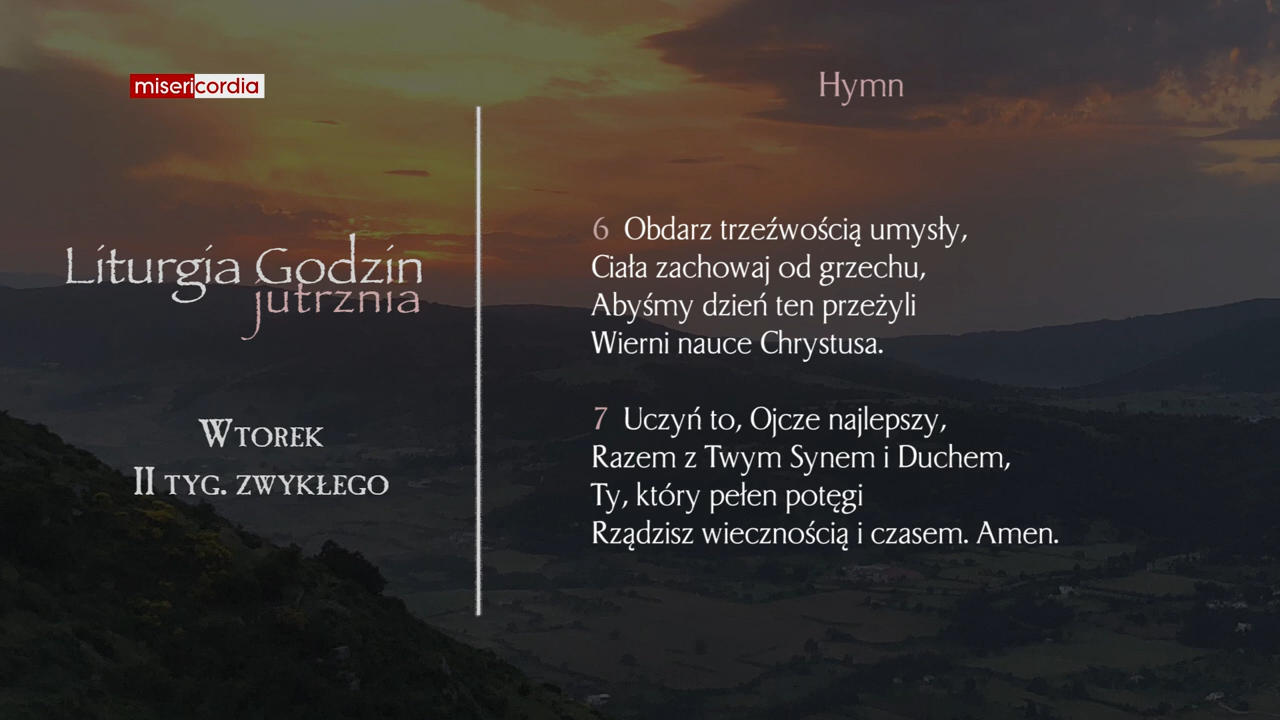 misericordia
Liturgia Godzin
jutrznia
Wtorek
II tyg. zwykłego
Hymn
6 Obdarz trzeźwością umysły,
Ciała zachowaj od grzechu,
Abyśmy dzień ten przeżyli
Wierni nauce Chrystusa.
7 Uczyń to, Ojcze najlepszy,
Razem z Twym Synem i Duchem,
Ty, który pełen potęgi
Rządzisz wiecznością i czasem. Amen.